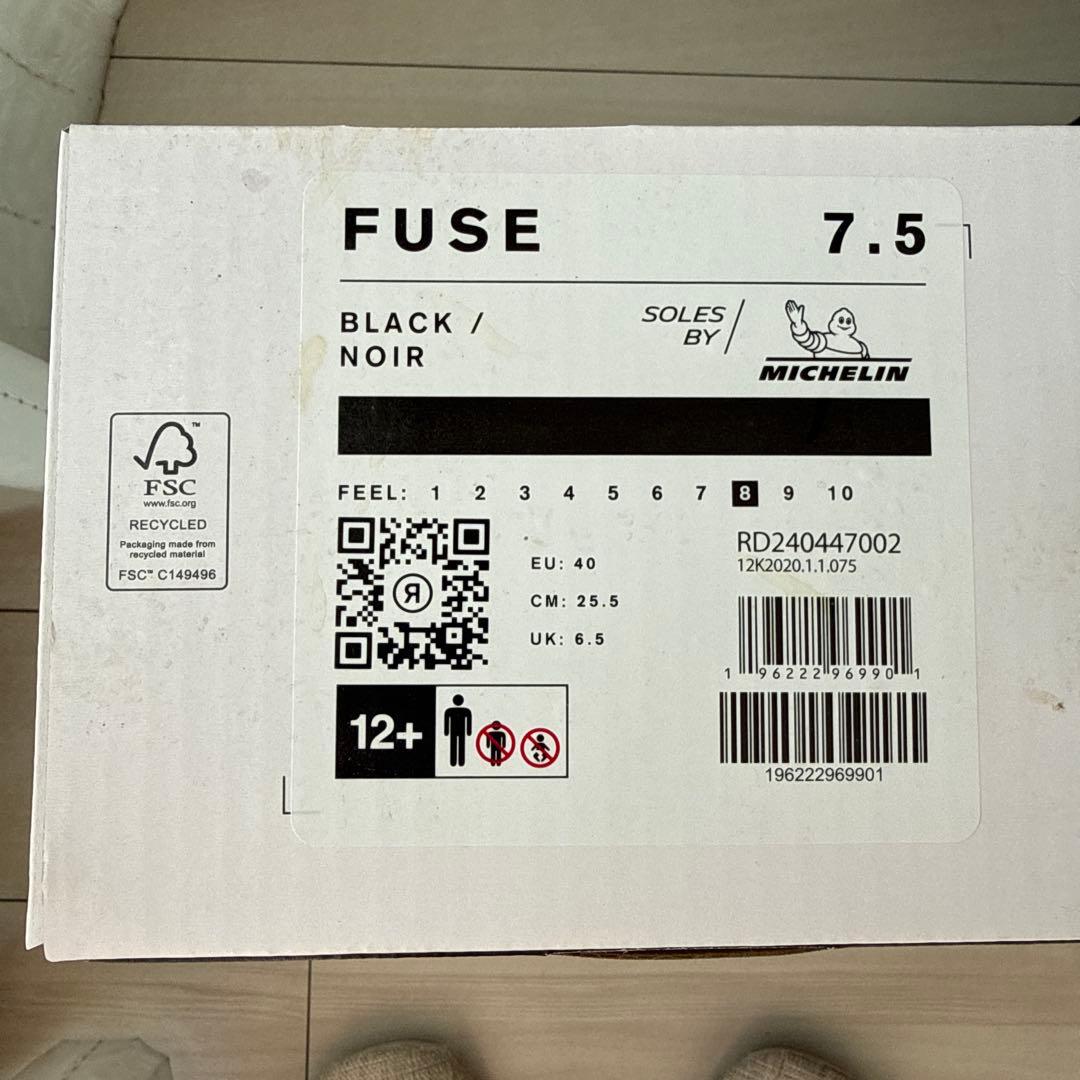 FUSE
7.5
BLACK /
NOIR
SOLES
BY
MICHELIN
FSC™
www.fsc.org
RECYCLED
Packaging made from
recycled material
FSC™ C149496
FEEL: 1 2 3 4 5 6 7 8 9 10
R
EU: 40
CM: 25.5
UK: 6.5
RD240447002
12K2020.1.1.075
1 96222 96990 1
196222969901
12+